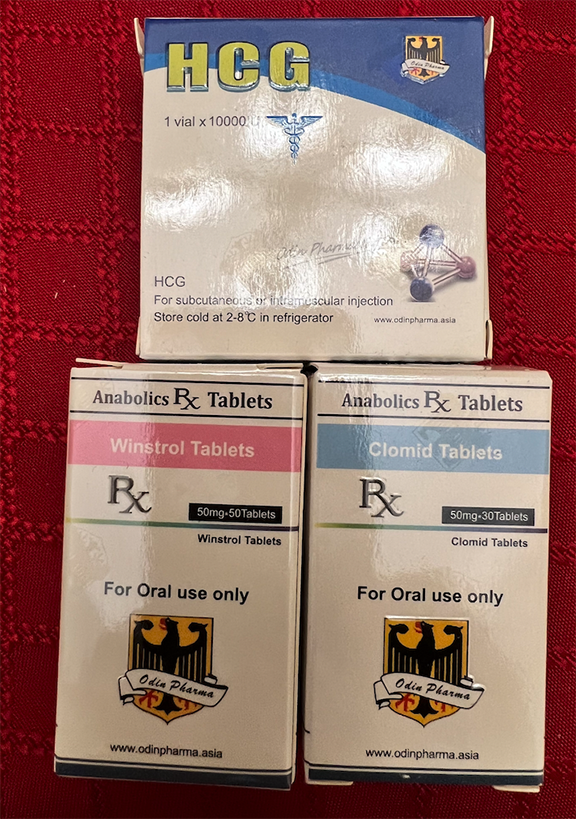 HCG
Odin Pharma
1 vial x 10000
Odin Pharma
HCG
For subcutaneous or intramuscular injection
Store cold at 2-8℃ in refrigerator
www.odinpharma.asia
Anabolics Rx Tablets
Winstrol Tablets
Rx
50mg*50Tablets
Winstrol Tablets
For Oral use only
Odin Pharma
www.odinpharma.asia
Anabolics Rx Tablets
Clomid Tablets
Rx
50mg*30Tablets
Clomid Tablets
For Oral use only
Odin Pharma
www.odinpharma.asia